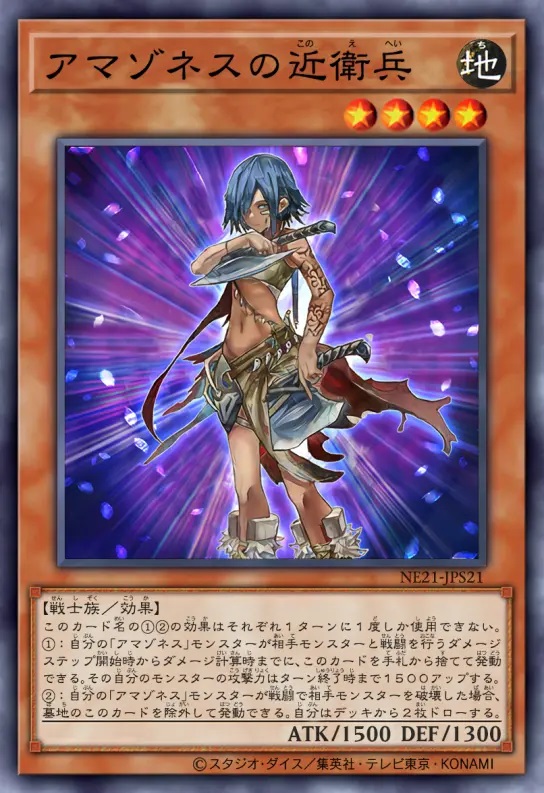 アマゾネスの近衛兵
地
NE21-JPS21
【戦士族/効果】
このカード名の①②の効果はそれぞれ1ターンに1度しか使用できない。
①:自分の「アマゾネス」モンスターが相手モンスターと戦闘を行うダメージ
ステップ開始時からダメージ計算時までに、このカードを手札から捨てて発動
できる。その自分のモンスターの攻撃力はターン終了時まで1500アップする。
②:自分の「アマゾネス」モンスターが戦闘で相手モンスターを破壊した場合、
墓地のこのカードを除外して発動できる。自分はデッキから2枚ドローする。
ATK/1500 DEF/1300
©スタジオ・ダイス/集英社・テレビ東京・KONAMI